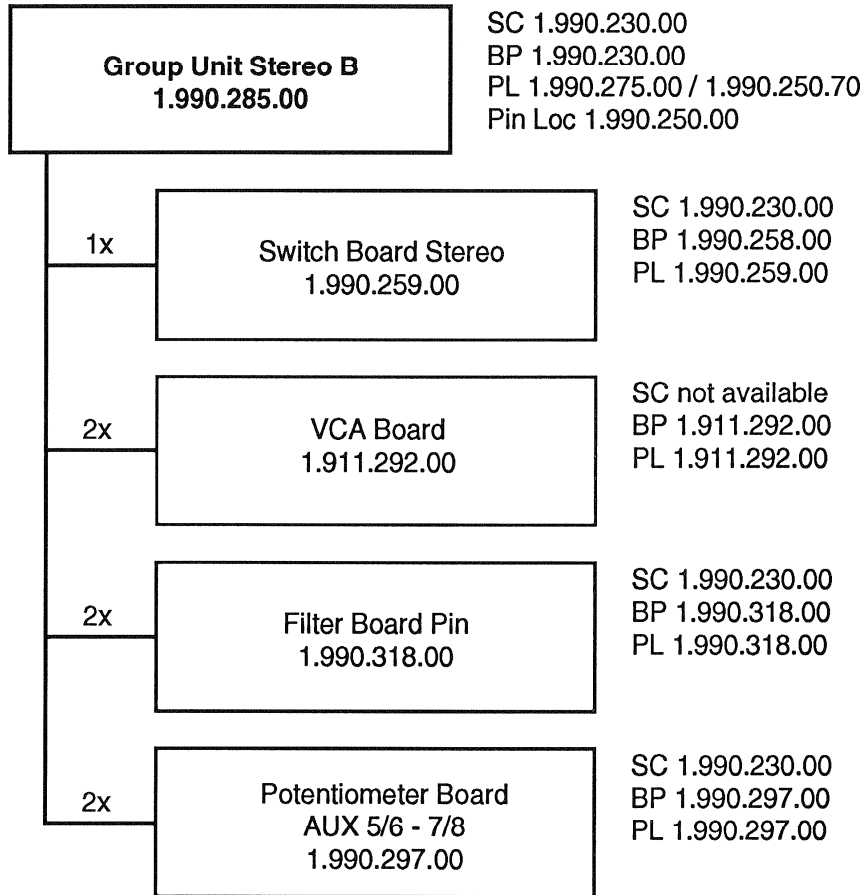 Group Unit Stereo B
1.990.285.00
SC 1.990.230.00
BP 1.990.230.00
PL 1.990.275.00 / 1.990.250.70
Pin Loc 1.990.250.00
1x
Switch Board Stereo
1.990.259.00
SC 1.990.230.00
BP 1.990.258.00
PL 1.990.259.00
2x
VCA Board
1.911.292.00
SC not available
BP 1.911.292.00
PL 1.911.292.00
2x
Filter Board Pin
1.990.318.00
SC 1.990.230.00
BP 1.990.318.00
PL 1.990.318.00
2x
Potentiometer Board
AUX 5/6 - 7/8
1.990.297.00
SC 1.990.230.00
BP 1.990.297.00
PL 1.990.297.00